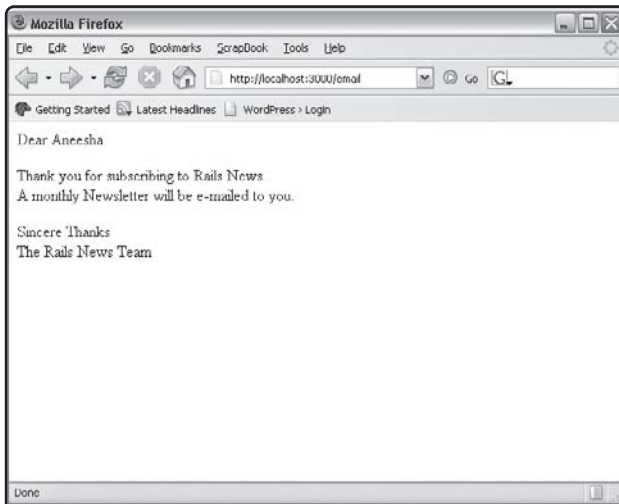 Mozilla Firefox
File Edit View Go Bookmarks ScrapBook Tools Help
http://localhost:3000/email Go G
Getting Started Latest Headlines WordPress › Login
Dear Aneesha
Thank you for subscribing to Rails News
A monthly Newsletter will be e-mailed to you.
Sincere Thanks
The Rails News Team
Done